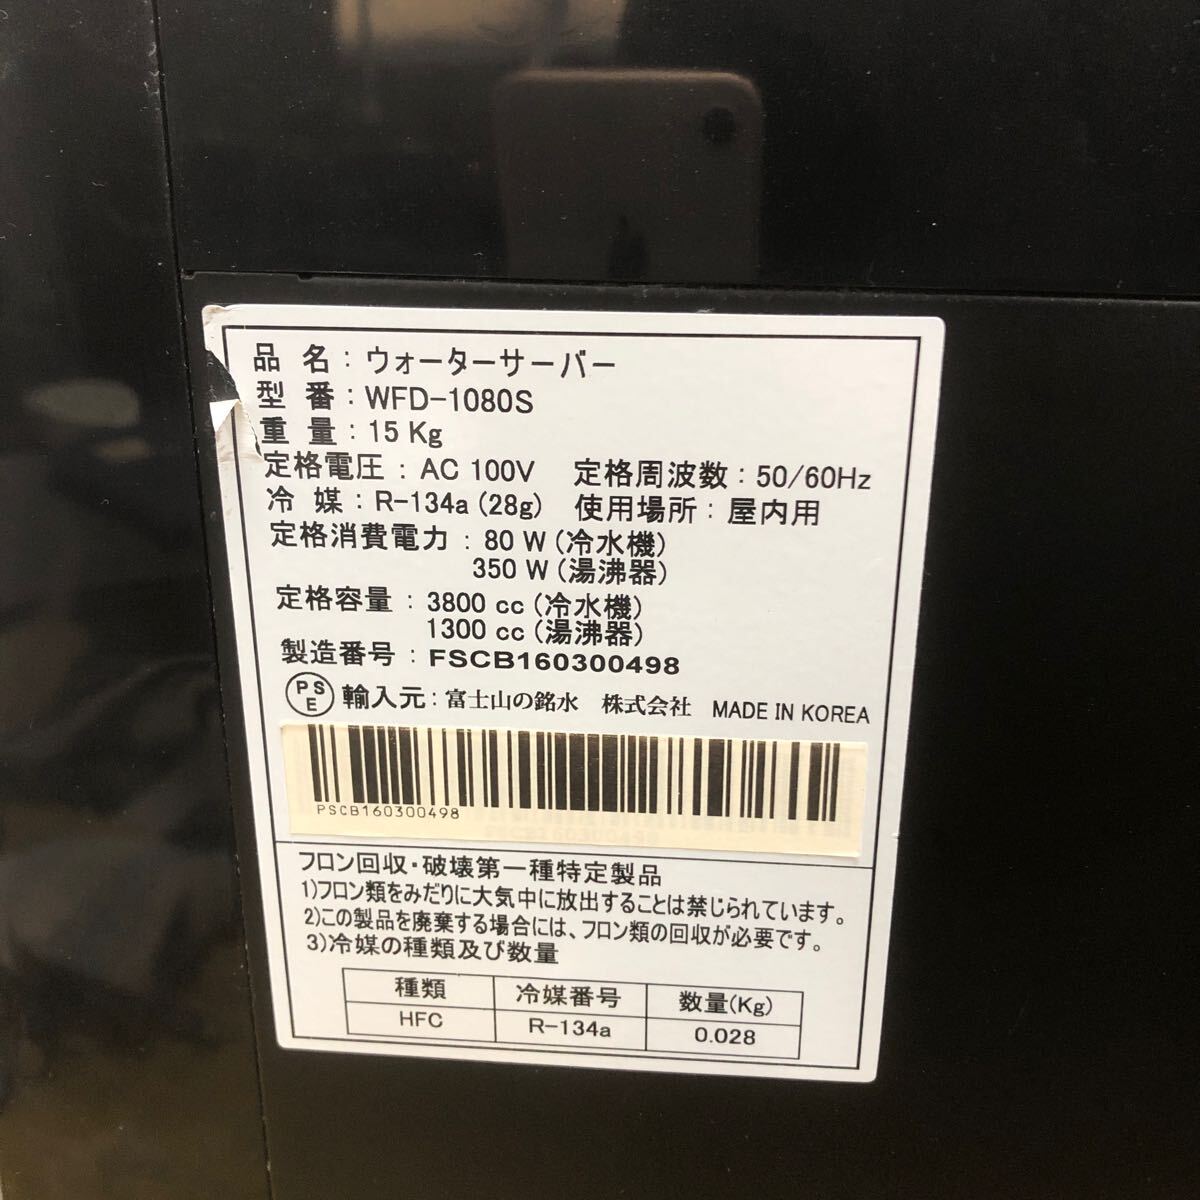 品名：ウォーターサーバー
型番：WFD-1080S
重量：15 Kg
定格電圧：AC 100V 定格周波数：50/60Hz
冷媒：R-134a (28g) 使用場所：屋内用
定格消費電力：80 W (冷水機)
350 W (湯沸器)
定格容量：3800 cc (冷水機)
1300 cc (湯沸器)
製造番号：FSCB160300498
PSE 輸入元：富士山の銘水 株式会社 MADE IN KOREA
PSCB160300498
FSCB160300498
フロン回収・破壊第一種特定製品
1)フロン類をみだりに大気中に放出することは禁じられています。
2)この製品を廃棄する場合には、フロン類の回収が必要です。
3)冷媒の種類及び数量
種類 冷媒番号 数量(Kg)
HFC R-134a 0.028